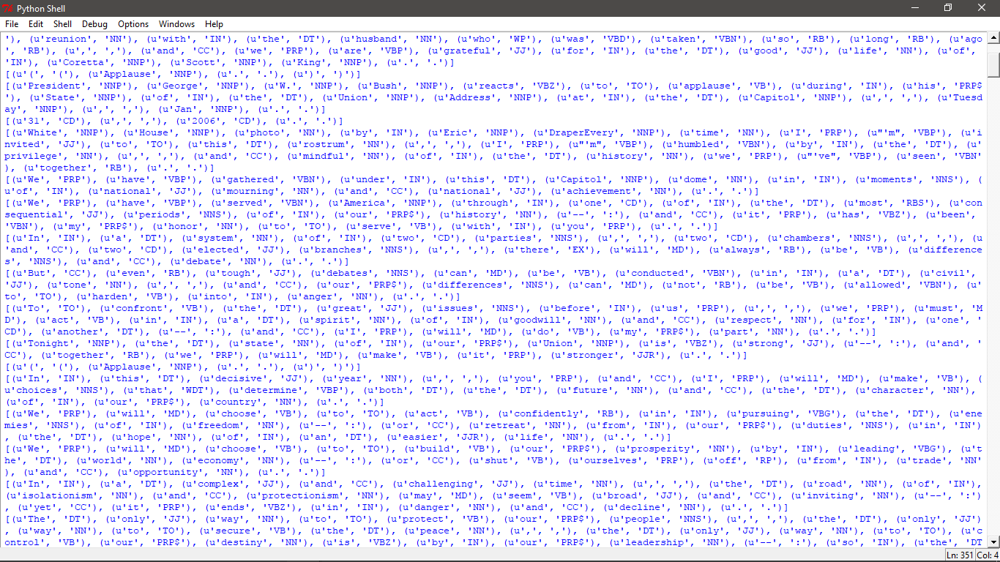 Python Shell
File Edit Shell Debug Options Windows Help
'), (u'reunion', 'NN'), (u'with', 'IN'), (u'the', 'DT'), (u'husband', 'NN'), (u'who', 'WP'), (u'was', 'VBD'), (u'taken', 'VBN'), (u'so', 'RB'), (u'long', 'RB'), (u'ago
', 'RB'), (u',', ','), (u'and', 'CC'), (u'we', 'PRP'), (u'are', 'VBP'), (u'grateful', 'JJ'), (u'for', 'IN'), (u'the', 'DT'), (u'good', 'JJ'), (u'life', 'NN'), (u'of', 
'IN'), (u'Coretta', 'NNP'), (u'Scott', 'NNP'), (u'King', 'NNP'), (u'.', '.')]
[(u'(', '('), (u'Applause', 'NNP'), (u'.', '.'), (u')', ')')]
[(u'President', 'NNP'), (u'George', 'NNP'), (u'W.', 'NNP'), (u'Bush', 'NNP'), (u'reacts', 'VBZ'), (u'to', 'TO'), (u'applause', 'VB'), (u'during', 'IN'), (u'his', 'PRP$
'), (u'State', 'NNP'), (u'of', 'IN'), (u'the', 'DT'), (u'Union', 'NNP'), (u'Address', 'NNP'), (u'at', 'IN'), (u'the', 'DT'), (u'Capitol', 'NNP'), (u',', ','), (u'Tuesd
ay', 'NNP'), (u',', ','), (u'Jan', 'NNP'), (u'.', '.')]
[(u'31', 'CD'), (u',', ','), (u'2006', 'CD'), (u'.', '.')]
[(u'White', 'NNP'), (u'House', 'NNP'), (u'photo', 'NN'), (u'by', 'IN'), (u'Eric', 'NNP'), (u'DraperEvery', 'NNP'), (u'time', 'NN'), (u'I', 'PRP'), (u"'m", 'VBP'), (u'i
nvited', 'JJ'), (u'to', 'TO'), (u'this', 'DT'), (u'rostrum', 'NN'), (u',', ','), (u'I', 'PRP'), (u"'m", 'VBP'), (u'humbled', 'VBN'), (u'by', 'IN'), (u'the', 'DT'), (u'
privilege', 'NN'), (u',', ','), (u'and', 'CC'), (u'mindful', 'NN'), (u'of', 'IN'), (u'the', 'DT'), (u'history', 'NN'), (u'we', 'PRP'), (u"'ve", 'VBP'), (u'seen', 'VBN'
), (u'together', 'RB'), (u'.', '.')]
[(u'We', 'PRP'), (u'have', 'VBP'), (u'gathered', 'VBN'), (u'under', 'IN'), (u'this', 'DT'), (u'Capitol', 'NNP'), (u'dome', 'NN'), (u'in', 'IN'), (u'moments', 'NNS'), (
u'of', 'IN'), (u'national', 'JJ'), (u'mourning', 'NN'), (u'and', 'CC'), (u'national', 'JJ'), (u'achievement', 'NN'), (u'.', '.')]
[(u'We', 'PRP'), (u'have', 'VBP'), (u'served', 'VBN'), (u'America', 'NNP'), (u'through', 'IN'), (u'one', 'CD'), (u'of', 'IN'), (u'the', 'DT'), (u'most', 'RBS'), (u'con
sequential', 'JJ'), (u'periods', 'NNS'), (u'of', 'IN'), (u'our', 'PRP$'), (u'history', 'NN'), (u'--', ':'), (u'and', 'CC'), (u'it', 'PRP'), (u'has', 'VBZ'), (u'been', 
'VBN'), (u'my', 'PRP$'), (u'honor', 'NN'), (u'to', 'TO'), (u'serve', 'VB'), (u'with', 'IN'), (u'you', 'PRP'), (u'.', '.')]
[(u'In', 'IN'), (u'a', 'DT'), (u'system', 'NN'), (u'of', 'IN'), (u'two', 'CD'), (u'parties', 'NNS'), (u',', ','), (u'two', 'CD'), (u'chambers', 'NNS'), (u',', ','), (u
'and', 'CC'), (u'two', 'CD'), (u'elected', 'JJ'), (u'branches', 'NNS'), (u',', ','), (u'there', 'EX'), (u'will', 'MD'), (u'always', 'RB'), (u'be', 'VB'), (u'difference
s', 'NNS'), (u'and', 'CC'), (u'debate', 'NN'), (u'.', '.')]
[(u'But', 'CC'), (u'even', 'RB'), (u'tough', 'JJ'), (u'debates', 'NNS'), (u'can', 'MD'), (u'be', 'VB'), (u'conducted', 'VBN'), (u'in', 'IN'), (u'a', 'DT'), (u'civil', 
'JJ'), (u'tone', 'NN'), (u',', ','), (u'and', 'CC'), (u'our', 'PRP$'), (u'differences', 'NNS'), (u'can', 'MD'), (u'not', 'RB'), (u'be', 'VB'), (u'allowed', 'VBN'), (u'
to', 'TO'), (u'harden', 'VB'), (u'into', 'IN'), (u'anger', 'NN'), (u'.', '.')]
[(u'To', 'TO'), (u'confront', 'VB'), (u'the', 'DT'), (u'great', 'JJ'), (u'issues', 'NNS'), (u'before', 'IN'), (u'us', 'PRP'), (u',', ','), (u'we', 'PRP'), (u'must', 'M
D'), (u'act', 'VB'), (u'in', 'IN'), (u'a', 'DT'), (u'spirit', 'NN'), (u'of', 'IN'), (u'goodwill', 'NN'), (u'and', 'CC'), (u'respect', 'NN'), (u'for', 'IN'), (u'one', '
CD'), (u'another', 'DT'), (u'--', ':'), (u'and', 'CC'), (u'I', 'PRP'), (u'will', 'MD'), (u'do', 'VB'), (u'my', 'PRP$'), (u'part', 'NN'), (u'.', '.')]
[(u'Tonight', 'NNP'), (u'the', 'DT'), (u'state', 'NN'), (u'of', 'IN'), (u'our', 'PRP$'), (u'Union', 'NNP'), (u'is', 'VBZ'), (u'strong', 'JJ'), (u'--', ':'), (u'and', '
CC'), (u'together', 'RB'), (u'we', 'PRP'), (u'will', 'MD'), (u'make', 'VB'), (u'it', 'PRP'), (u'stronger', 'JJR'), (u'.', '.')]
[(u'(', '('), (u'Applause', 'NNP'), (u'.', '.'), (u')', ')')]
[(u'In', 'IN'), (u'this', 'DT'), (u'decisive', 'JJ'), (u'year', 'NN'), (u',', ','), (u'you', 'PRP'), (u'and', 'CC'), (u'I', 'PRP'), (u'will', 'MD'), (u'make', 'VB'), (
u'choices', 'NNS'), (u'that', 'WDT'), (u'determine', 'VBP'), (u'both', 'DT'), (u'the', 'DT'), (u'future', 'NN'), (u'and', 'CC'), (u'the', 'DT'), (u'character', 'NN'), 
(u'of', 'IN'), (u'our', 'PRP$'), (u'country', 'NN'), (u'.', '.')]
[(u'We', 'PRP'), (u'will', 'MD'), (u'choose', 'VB'), (u'to', 'TO'), (u'act', 'VB'), (u'confidently', 'RB'), (u'in', 'IN'), (u'pursuing', 'VBG'), (u'the', 'DT'), (u'ene
mies', 'NNS'), (u'of', 'IN'), (u'freedom', 'NN'), (u'--', ':'), (u'or', 'CC'), (u'retreat', 'NN'), (u'from', 'IN'), (u'our', 'PRP$'), (u'duties', 'NNS'), (u'in', 'IN')
, (u'the', 'DT'), (u'hope', 'NN'), (u'of', 'IN'), (u'an', 'DT'), (u'easier', 'JJR'), (u'life', 'NN'), (u'.', '.')]
[(u'We', 'PRP'), (u'will', 'MD'), (u'choose', 'VB'), (u'to', 'TO'), (u'build', 'VB'), (u'our', 'PRP$'), (u'prosperity', 'NN'), (u'by', 'IN'), (u'leading', 'VBG'), (u't
he', 'DT'), (u'world', 'NN'), (u'economy', 'NN'), (u'--', ':'), (u'or', 'CC'), (u'shut', 'VB'), (u'ourselves', 'PRP'), (u'off', 'RP'), (u'from', 'IN'), (u'trade', 'NN'
), (u'and', 'CC'), (u'opportunity', 'NN'), (u'.', '.')]
[(u'In', 'IN'), (u'a', 'DT'), (u'complex', 'JJ'), (u'and', 'CC'), (u'challenging', 'JJ'), (u'time', 'NN'), (u',', ','), (u'the', 'DT'), (u'road', 'NN'), (u'of', 'IN'),
(u'isolationism', 'NN'), (u'and', 'CC'), (u'protectionism', 'NN'), (u'may', 'MD'), (u'seem', 'VB'), (u'broad', 'JJ'), (u'and', 'CC'), (u'inviting', 'NN'), (u'--', ':')
, (u'yet', 'CC'), (u'it', 'PRP'), (u'ends', 'VBZ'), (u'in', 'IN'), (u'danger', 'NN'), (u'and', 'CC'), (u'decline', 'NN'), (u'.', '.')]
[(u'The', 'DT'), (u'only', 'JJ'), (u'way', 'NN'), (u'to', 'TO'), (u'protect', 'VB'), (u'our', 'PRP$'), (u'people', 'NNS'), (u',', ','), (u'the', 'DT'), (u'only', 'JJ')
, (u'way', 'NN'), (u'to', 'TO'), (u'secure', 'VB'), (u'the', 'DT'), (u'peace', 'NN'), (u',', ','), (u'the', 'DT'), (u'only', 'JJ'), (u'way', 'NN'), (u'to', 'TO'), (u'c
ontrol', 'VB'), (u'our', 'PRP$'), (u'destiny', 'NN'), (u'is', 'VBZ'), (u'by', 'IN'), (u'our', 'PRP$'), (u'leadership', 'NN'), (u'--', ':'), (u'so', 'IN'), (u'the', 'DT
Ln: 351 Col: 4